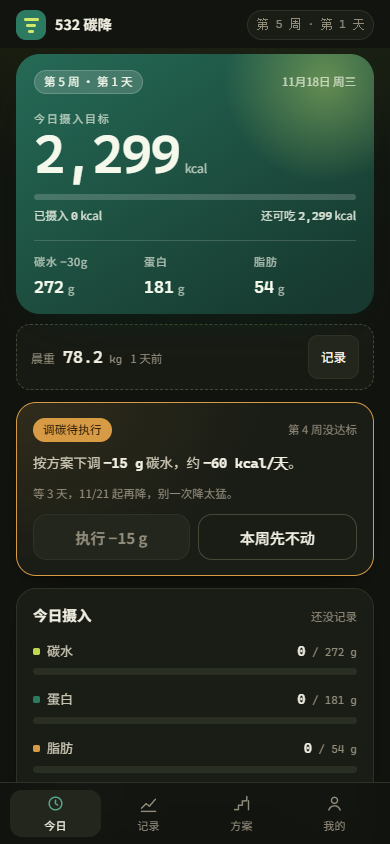 532 碳降
第 5 周 · 第 1 天
第 5 周 · 第 1 天
11月18日 周三
今日摄入目标
2,299 kcal
已摄入 0 kcal
还可吃 2,299 kcal
碳水 −30g
蛋白
脂肪
272 g
181 g
54 g
晨重 78.2 kg 1 天前
记录
调碳待执行
第 4 周没达标
按方案下调 −15 g 碳水，约 −60 kcal/天。
等 3 天，11/21 起再降，别一次降太猛。
执行 −15 g
本周先不动
今日摄入
还没记录
碳水
0 / 272 g
蛋白
0 / 181 g
脂肪
0 / 54 g
今日
记录
方案
我的